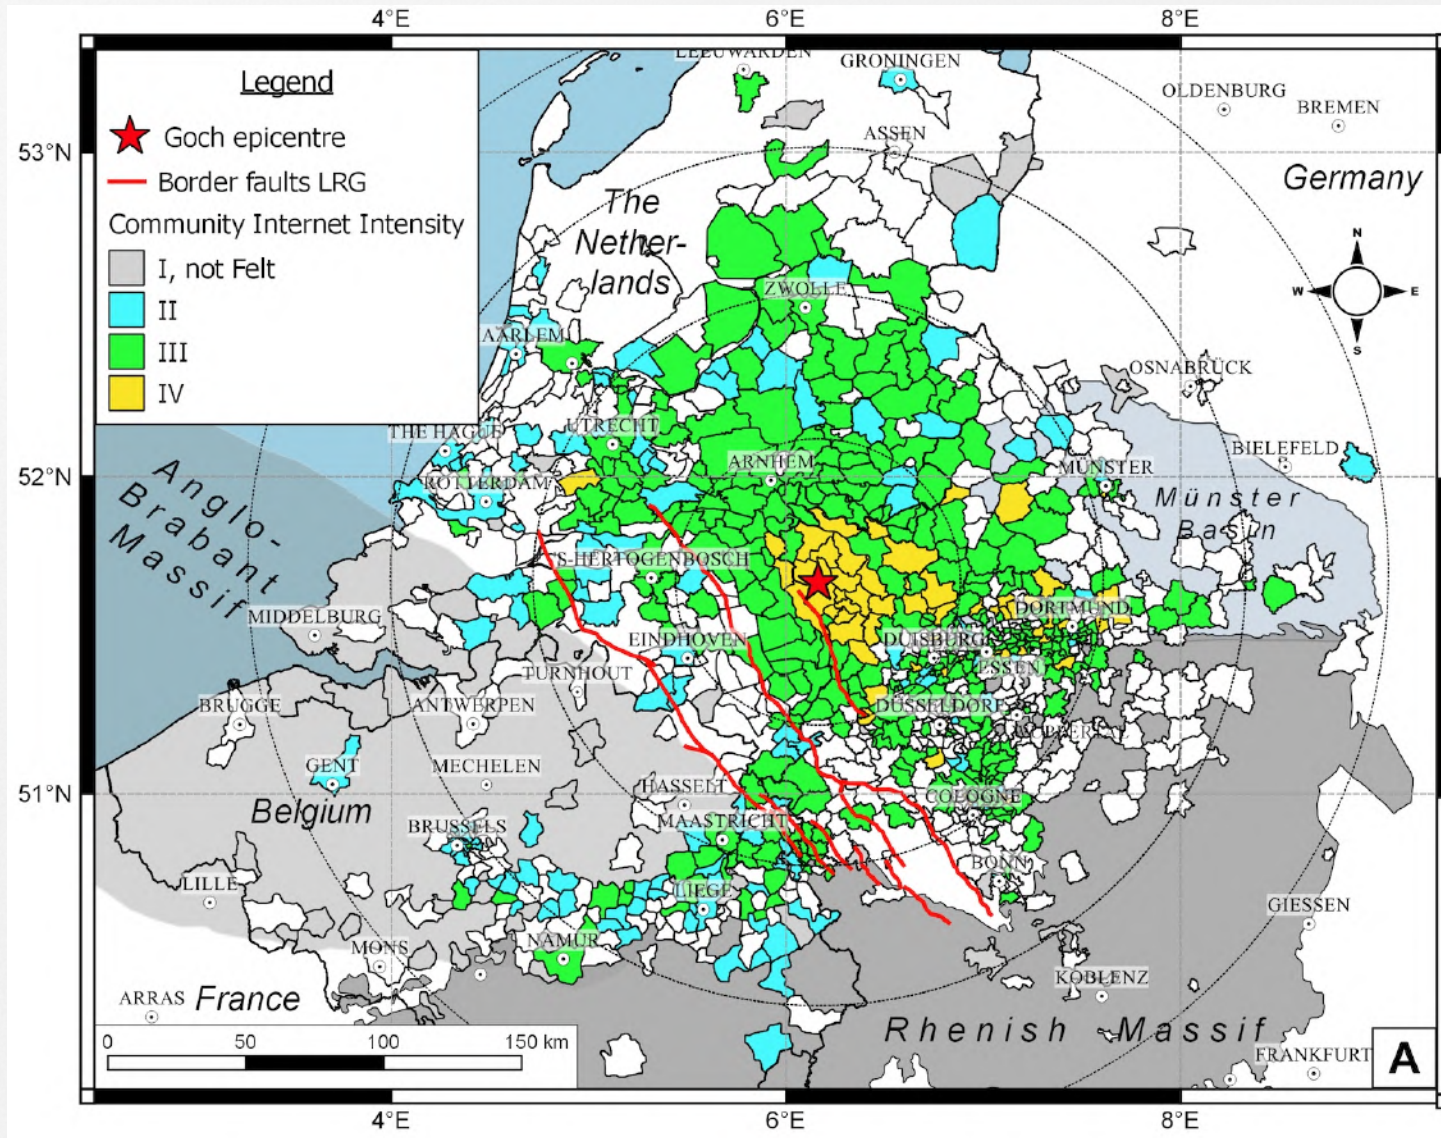 4°E
6°E
8°E
53°N
52°N
51°N
4°E
6°E
8°E
Legend
Goch epicentre
Border faults LRG
Community Internet Intensity
I, not Felt
II
III
IV
LEEUWARDEN
GRONINGEN
OLDENBURG
BREMEN
ASSEN
Germany
The
Nether-
lands
N
W
E
S
ZWOLLE
AARLEM
OSNABRÜCK
THE HAGUE
UTRECHT
BIELEFELD
ARNHEM
MÜNSTER
ROTTERDAM
Münster
Basin
Anglo-
Brabant
Massif
S-HERTOGENBOSCH
MIDDELBURG
DORTMUND
EINDHOVEN
DUISBURG
ESSEN
TURNHOUT
BRUGGE
ANTWERPEN
DÜSSELDORF
WUPPERTAL
GENT
MECHELEN
HASSELT
COLOGNE
Belgium
BRUSSELS
MAASTRICHT
BONN
LILLE
LIEGE
GIESSEN
MONS
NAMUR
KOBLENZ
ARRAS
France
Rhenish Massif
FRANKFURT
0
50
100
150 km
A